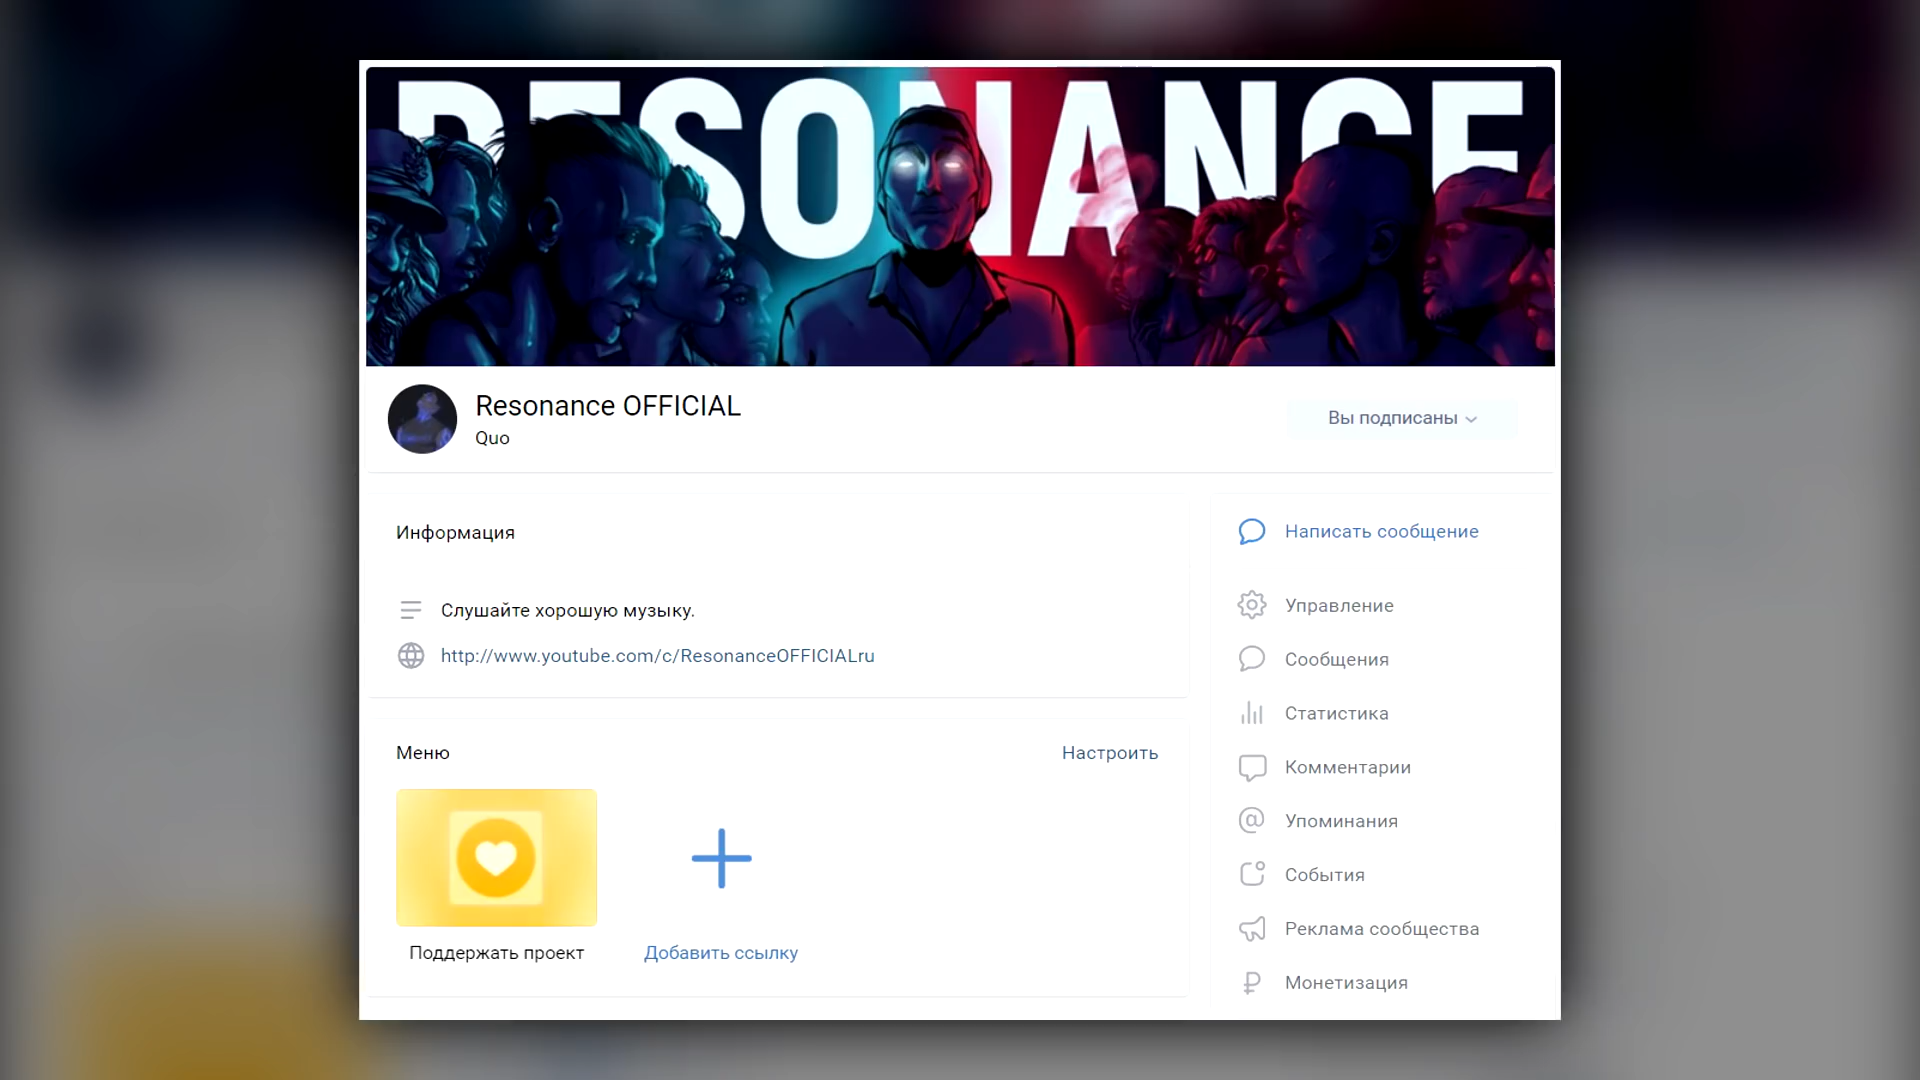 RESONANCE
Resonance OFFICIAL
Quo
Вы подписаны
Информация
Слушайте хорошую музыку.
http://www.youtube.com/c/ResonanceOFFICIALru
Меню
Настроить
Поддержать проект
Добавить ссылку
Написать сообщение
Управление
Сообщения
Статистика
Комментарии
Упоминания
События
Реклама сообщества
Монетизация